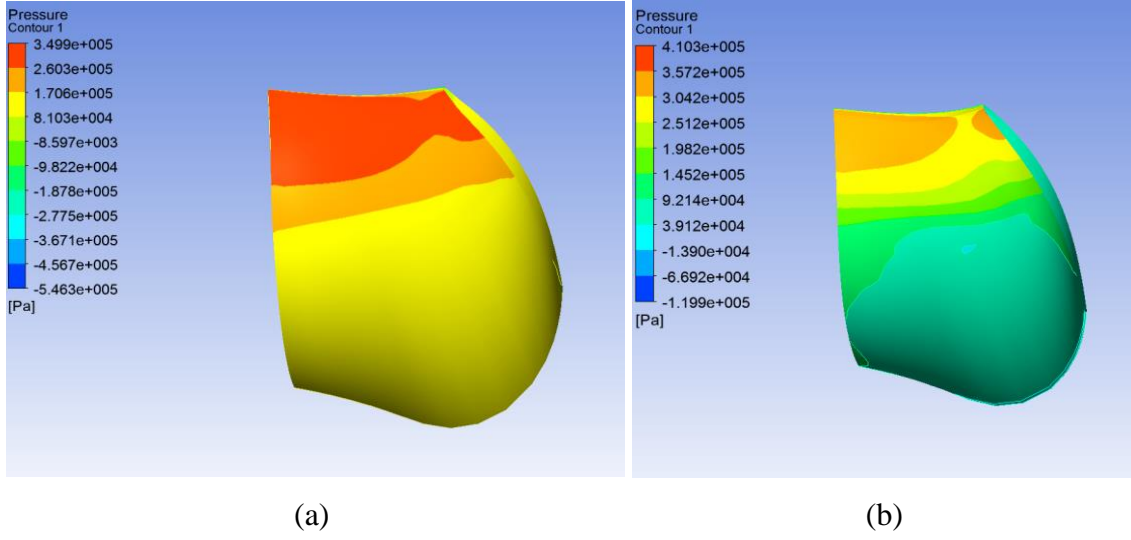 Pressure
Contour 1
3.499e+005
2.603e+005
1.706e+005
8.103e+004
-8.597e+003
-9.822e+004
-1.878e+005
-2.775e+005
-3.671e+005
-4.567e+005
-5.463e+005
[Pa]
Pressure
Contour 1
4.103e+005
3.572e+005
3.042e+005
2.512e+005
1.982e+005
1.452e+005
9.214e+004
3.912e+004
-1.390e+004
-6.692e+004
-1.199e+005
[Pa]
(a)
(b)